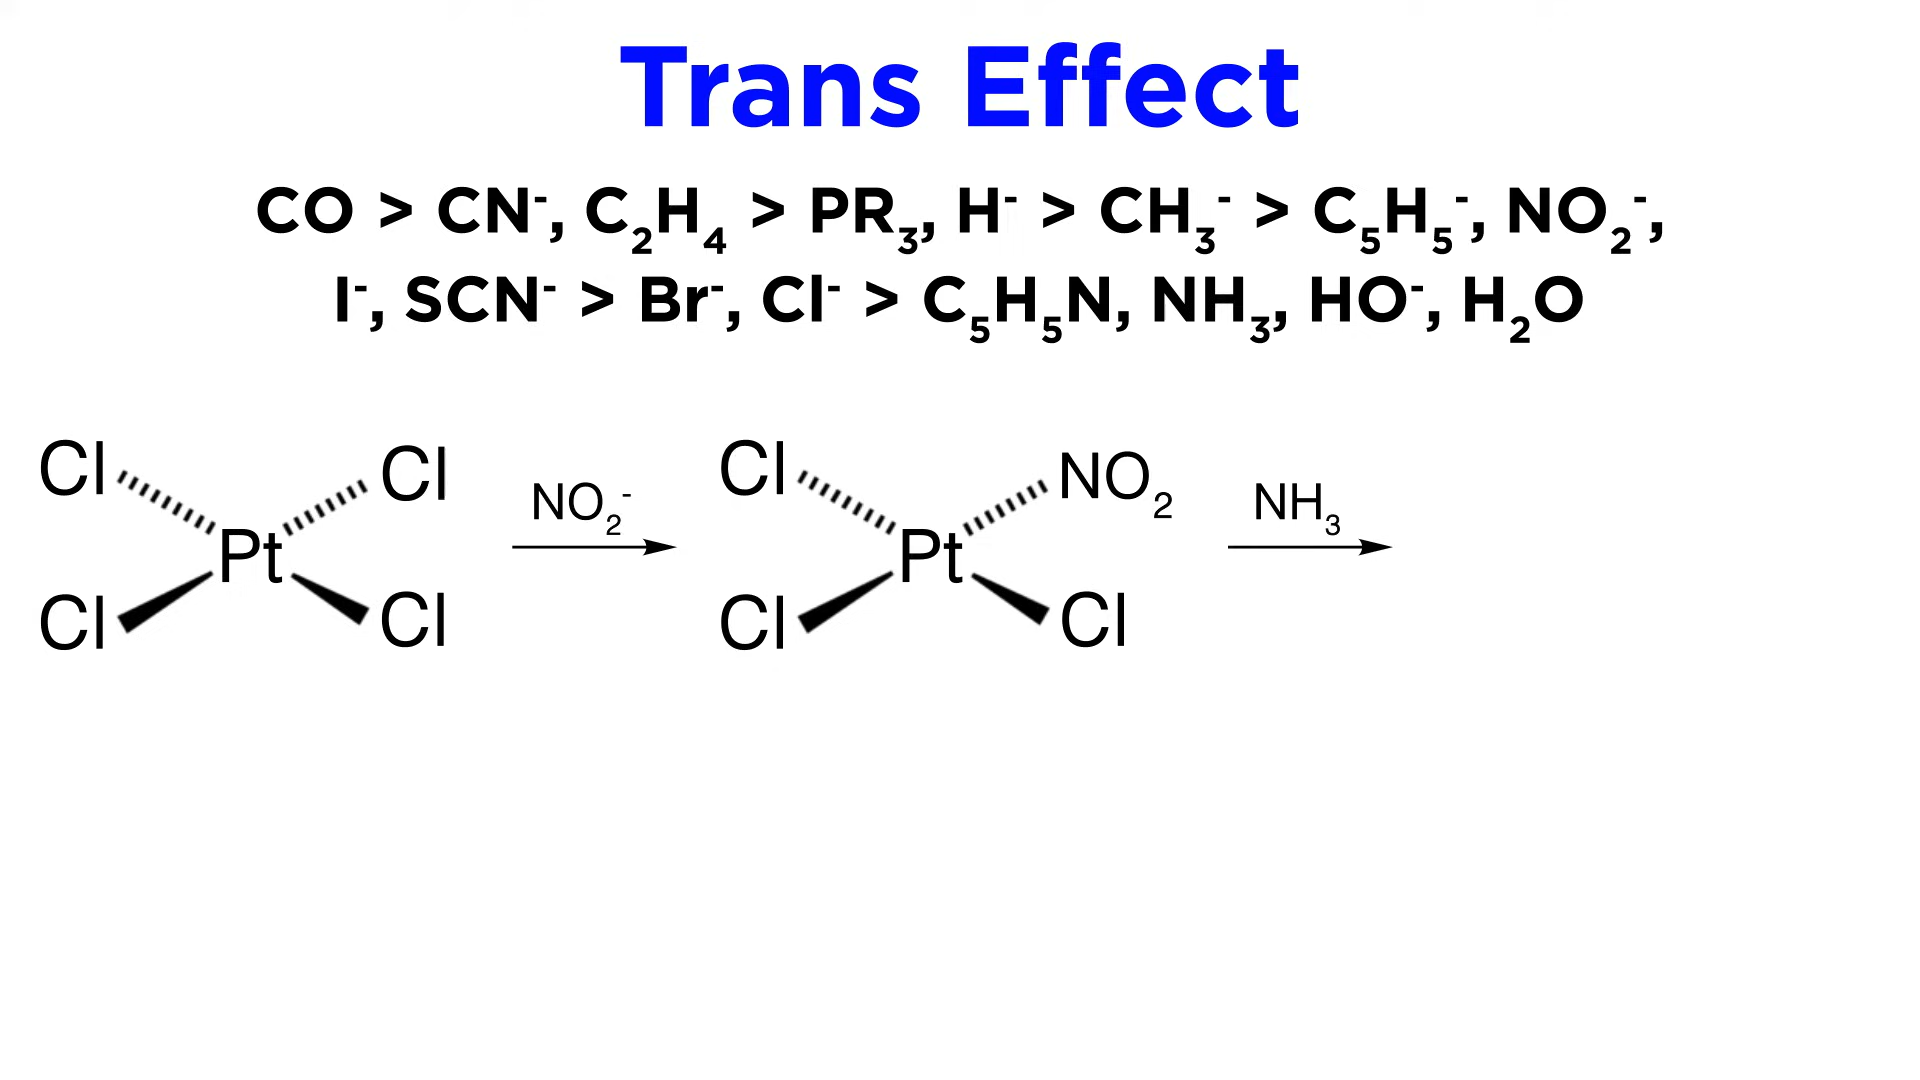 Trans Effect
CO > CN⁻, C₂H₄ > PR₃, H⁻ > CH₃⁻ > C₅H₅⁻, NO₂⁻,
I⁻, SCN⁻ > Br⁻, Cl⁻ > C₅H₅N, NH₃, HO⁻, H₂O
Cl Cl NO₂⁻ Cl NO₂ NH₃
Pt Pt
Cl Cl Cl Cl